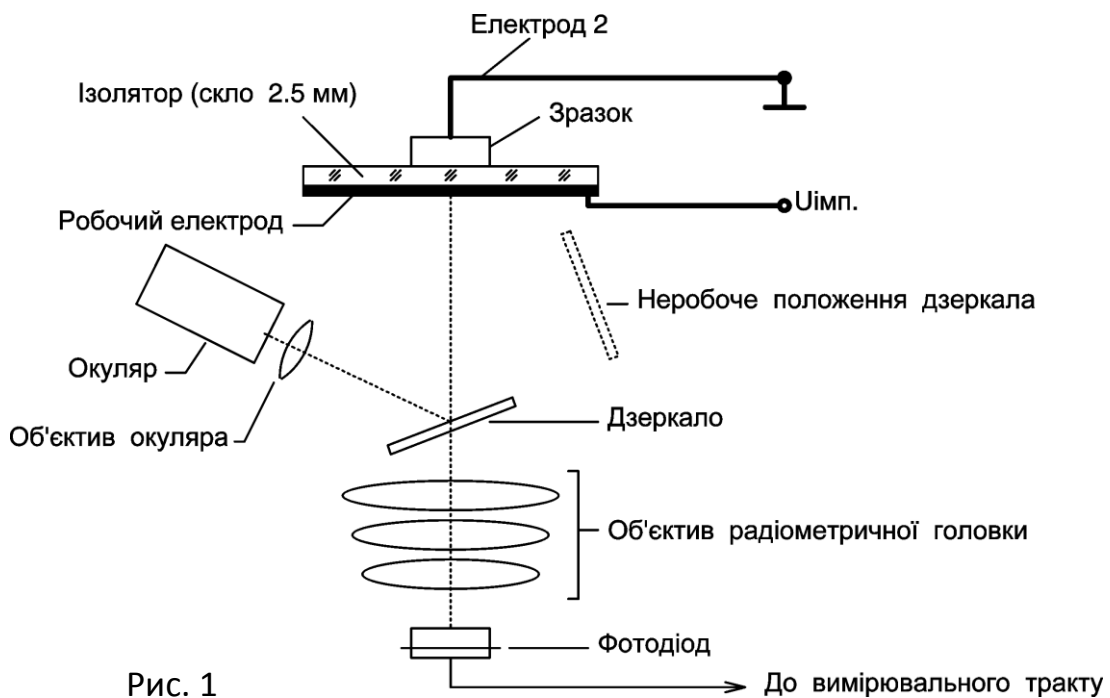 Електрод 2
Ізолятор (скло 2.5 мм)
Зразок
Робочий електрод
Uімп.
Неробоче положення дзеркала
Окуляр
Дзеркало
Об'єктив окуляра
Об'єктив радіометричної головки
Фотодіод
Рис. 1
До вимірювального тракту